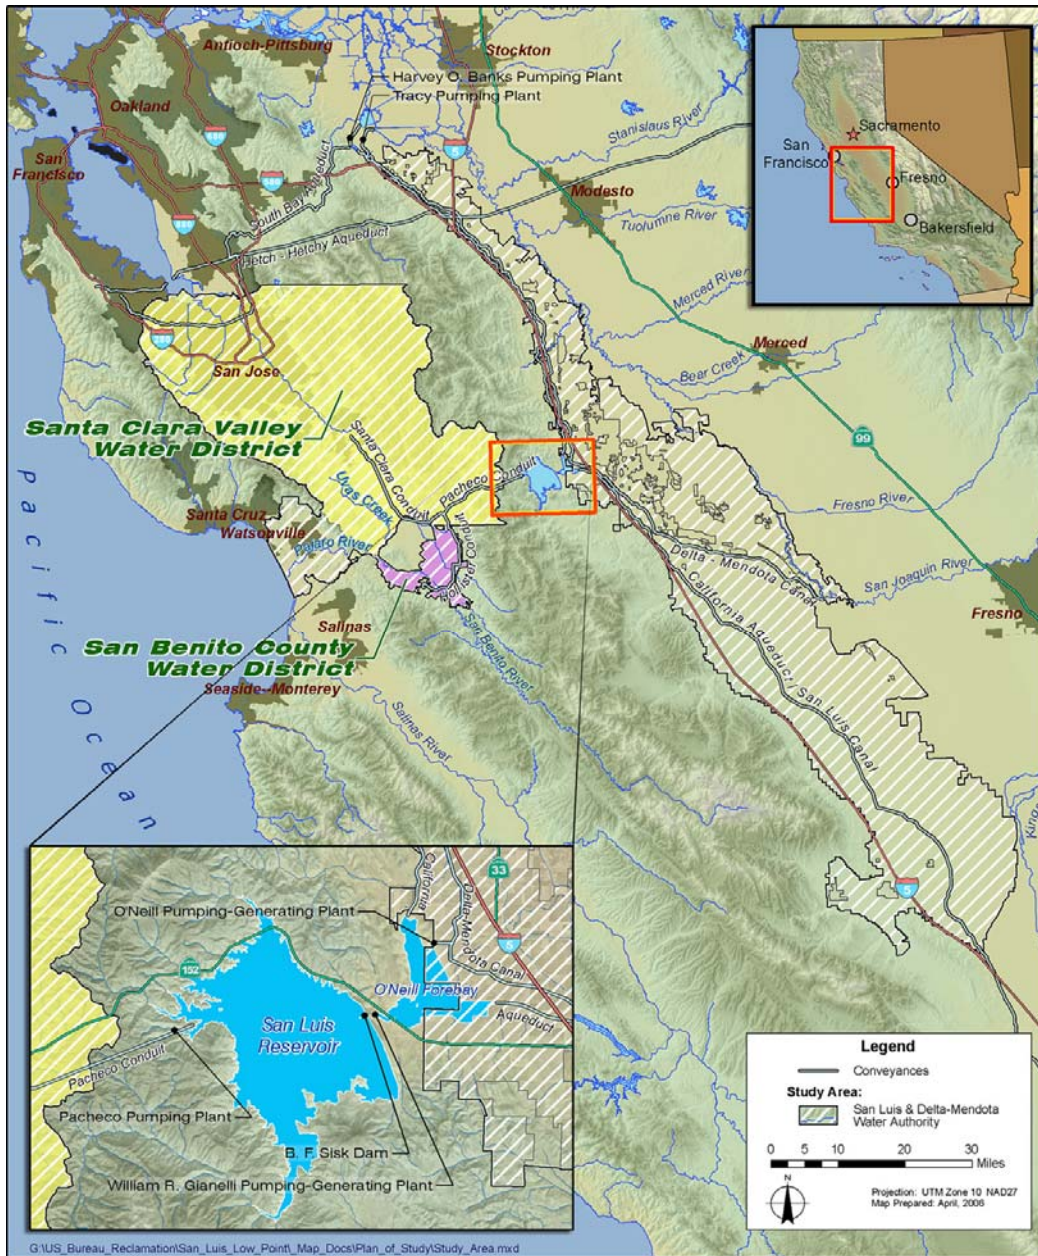 Antioch-Pittsburg
Stockton
Harvey O. Banks Pumping Plant
Tracy Pumping Plant
Oakland
680
5
Stanislaus River
San
Francisco
680
South Bay Aqueduct
Modesto
880
Tuolumne River
Hetch - Hetchy Aqueduct
Merced River
280
Merced
San Jose
Bear Creek
Santa Clara Valley
Water District
99
Santa Clara Conduit
Pacheco Conduit
Uvas Creek
Fresno River
Santa Cruz
Watsonville
Pajaro River
Hollister Conduit
Delta - Mendota Canal
San Joaquin River
California Aqueduct / San Luis Canal
Fresno
Salinas
San Benito County
Water District
San Benito River
Seaside--Monterey
Salinas River
Pacific Ocean
5
Sacramento
San
Francisco
Fresno
Bakersfield
California
33
O'Neill Pumping-Generating Plant
Delta-Mendota Canal
5
152
O'Neill Forebay
San Luis
Reservoir
Aqueduct
Pacheco Conduit
Pacheco Pumping Plant
B. F. Sisk Dam
William R. Gianelli Pumping-Generating Plant
Legend
Conveyances
Study Area:
San Luis & Delta-Mendota
Water Authority
0 5 10 20 30
Miles
N
Projection: UTM Zone 10 NAD27
Map Prepared: April, 2006
G:\US_Bureau_Reclamation\San_Luis_Low_Point\_Map_Docs\Plan_of_Study\Study_Area.mxd